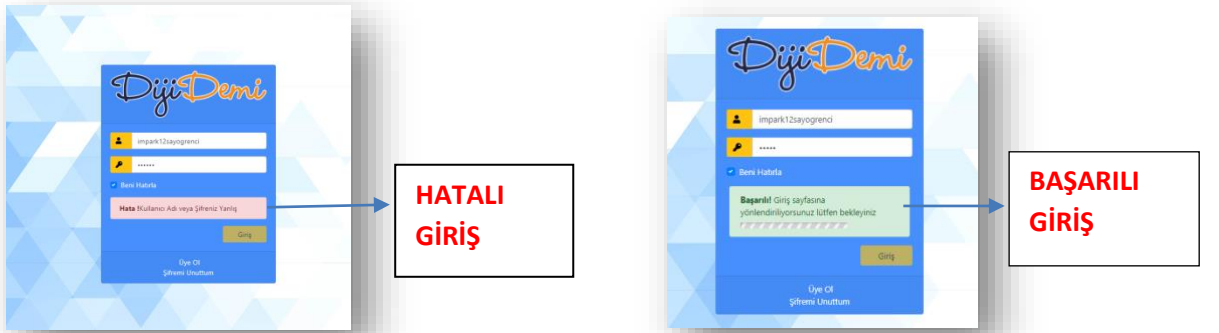 DijiDemi
impark12sayogrenci
••••••
Beni Hatırla
Hata !Kullanıcı Adı veya Şifreniz Yanlış
Giriş
Üye Ol
Şifremi Unuttum
HATALI
GİRİŞ
DijiDemi
impark12sayogrenci
•••••
Beni Hatırla
Başarılı! Giriş sayfasına
yönlendiriliyorsunuz lütfen bekleyiniz
Giriş
Üye Ol
Şifremi Unuttum
BAŞARILI
GİRİŞ